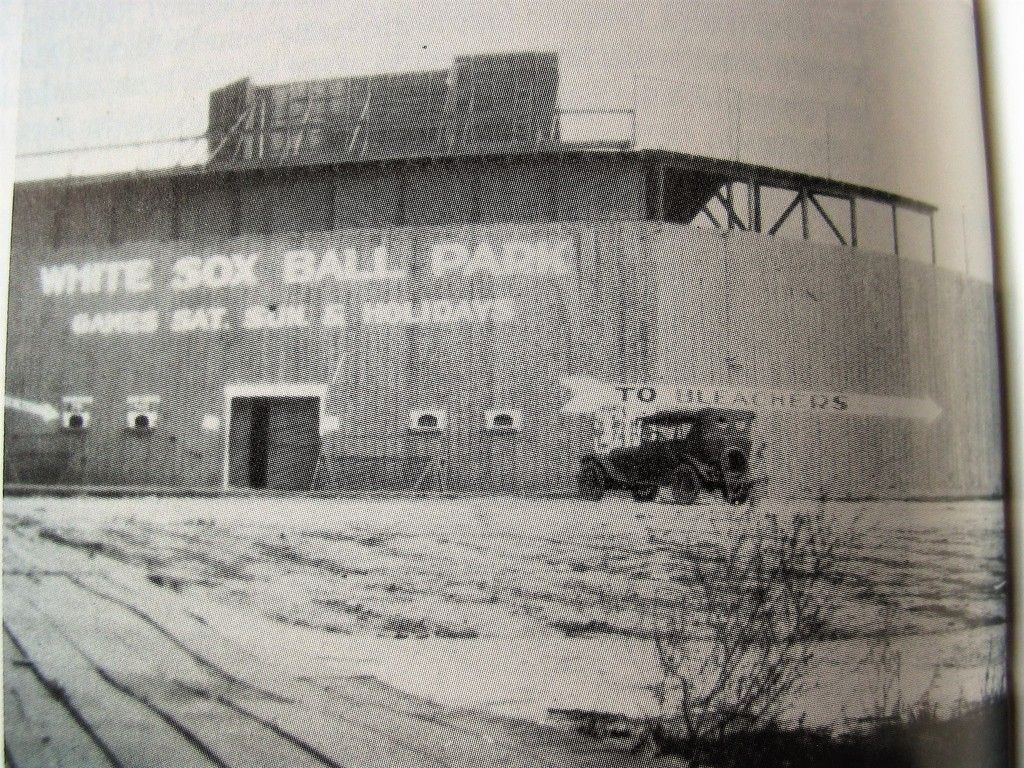 WHITE SOX BALL PARK
GAMES SAT. SUN. & HOLIDAYS
TO BLEACHERS